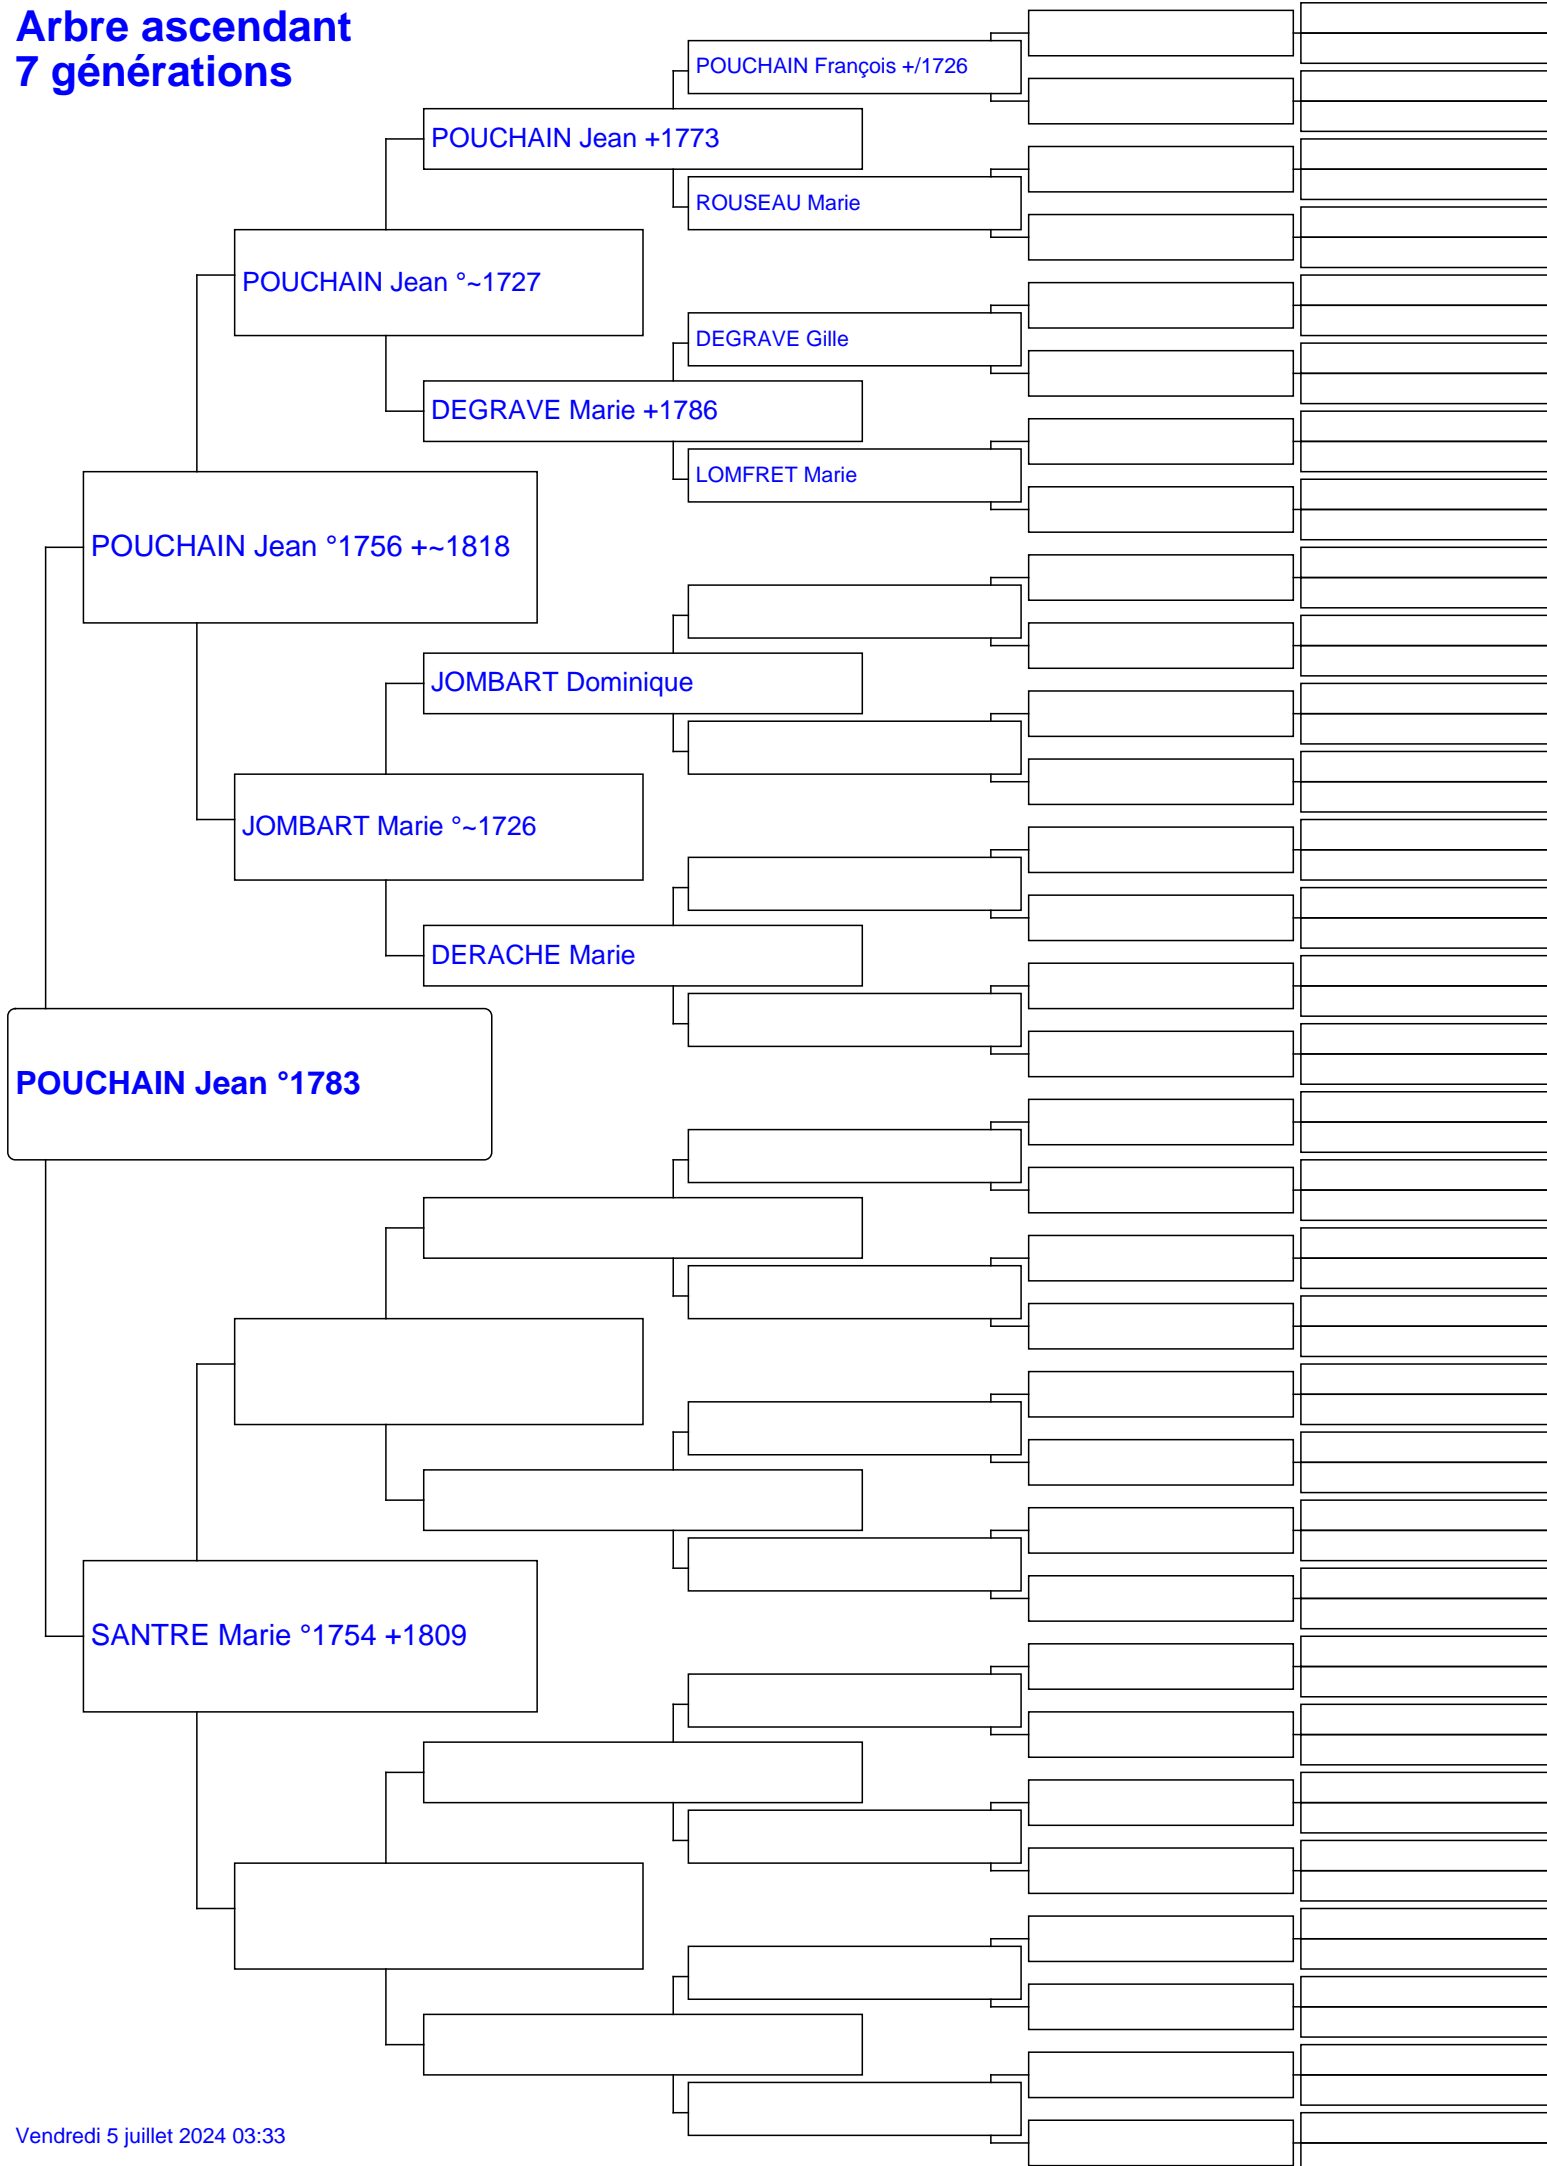 Arbre ascendant
7 générations
POUCHAIN François +/1726
POUCHAIN Jean +1773
ROUSEAU Marie
POUCHAIN Jean °~1727
DEGRAVE Gille
DEGRAVE Marie +1786
LOMFRET Marie
POUCHAIN Jean °1756 +~1818
JOMBART Dominique
JOMBART Marie °~1726
DERACHE Marie
POUCHAIN Jean °1783
SANTRE Marie °1754 +1809
Vendredi 5 juillet 2024 03:33